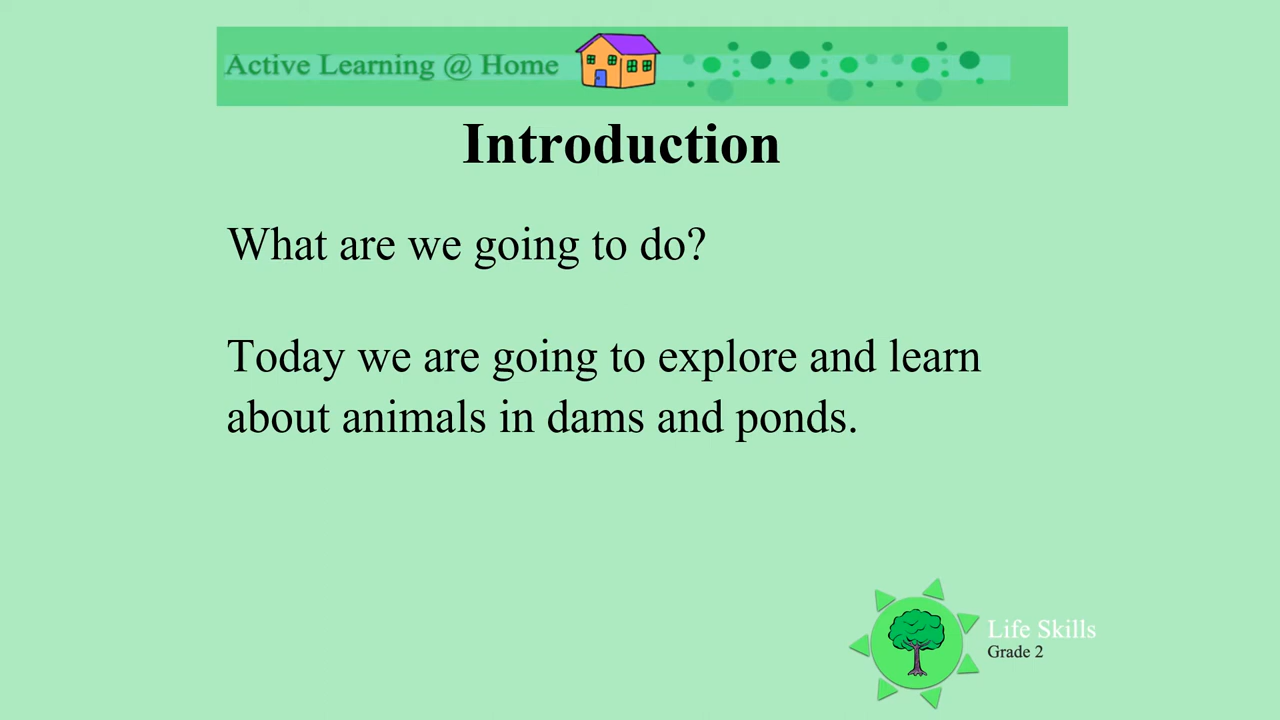 Active Learning @ Home
Introduction
What are we going to do?
Today we are going to explore and learn
about animals in dams and ponds.
Life Skills
Grade 2